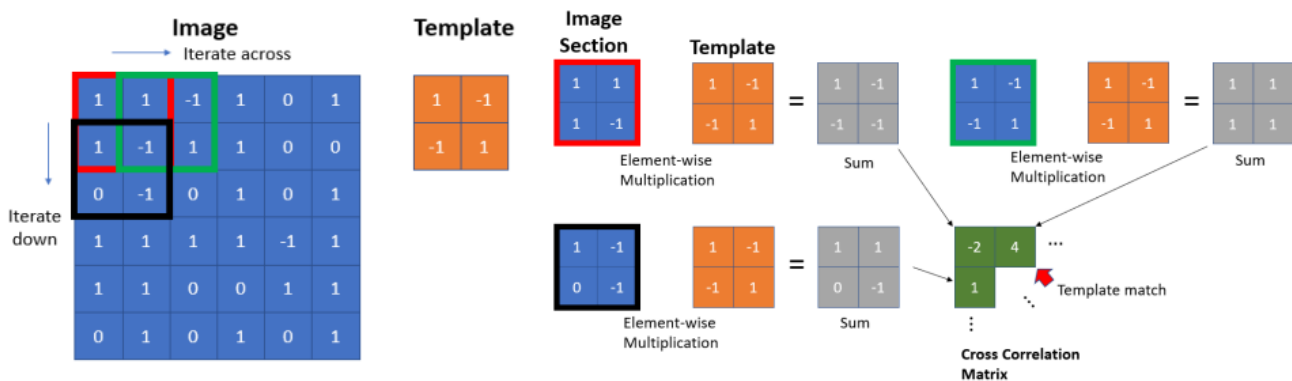 Image
Iterate across
Template
Image
Section
Template
1 1 -1 1 0 1
1 -1 1 1 0 0
0 -1 0 1 0 1
1 1 1 1 -1 1
1 1 0 0 1 1
0 1 0 1 0 1
Iterate
down
1 -1
-1 1
1 1
1 -1
1 -1
-1 1
=
1 -1
-1 -1
Element-wise
Multiplication
Sum
1 -1
-1 1
1 -1
-1 1
=
1 1
1 1
Element-wise
Multiplication
Sum
1 -1
0 -1
1 -1
-1 1
=
1 1
0 -1
Element-wise
Multiplication
Sum
-2 4 ...
1
Template match
Cross Correlation
Matrix